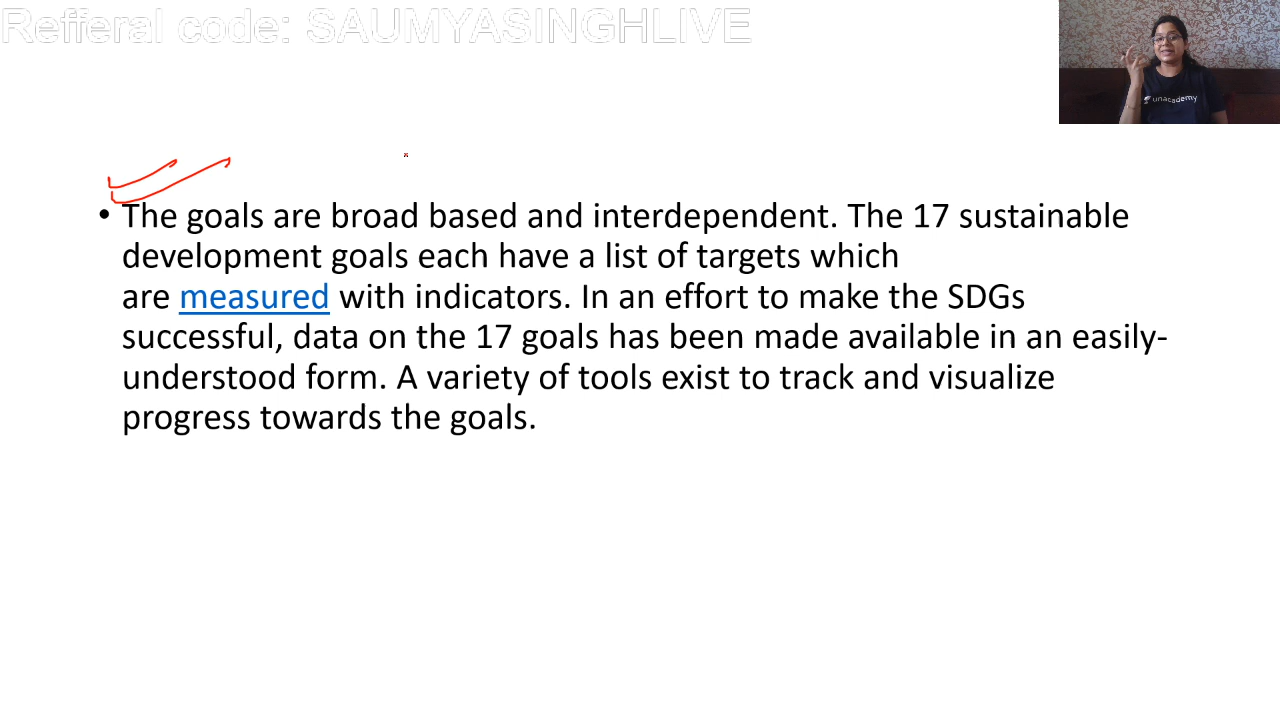 Refferal code: SAUMYASINGHLIVE
unacademy
• The goals are broad based and interdependent. The 17 sustainable
development goals each have a list of targets which
are measured with indicators. In an effort to make the SDGs
successful, data on the 17 goals has been made available in an easily-
understood form. A variety of tools exist to track and visualize
progress towards the goals.